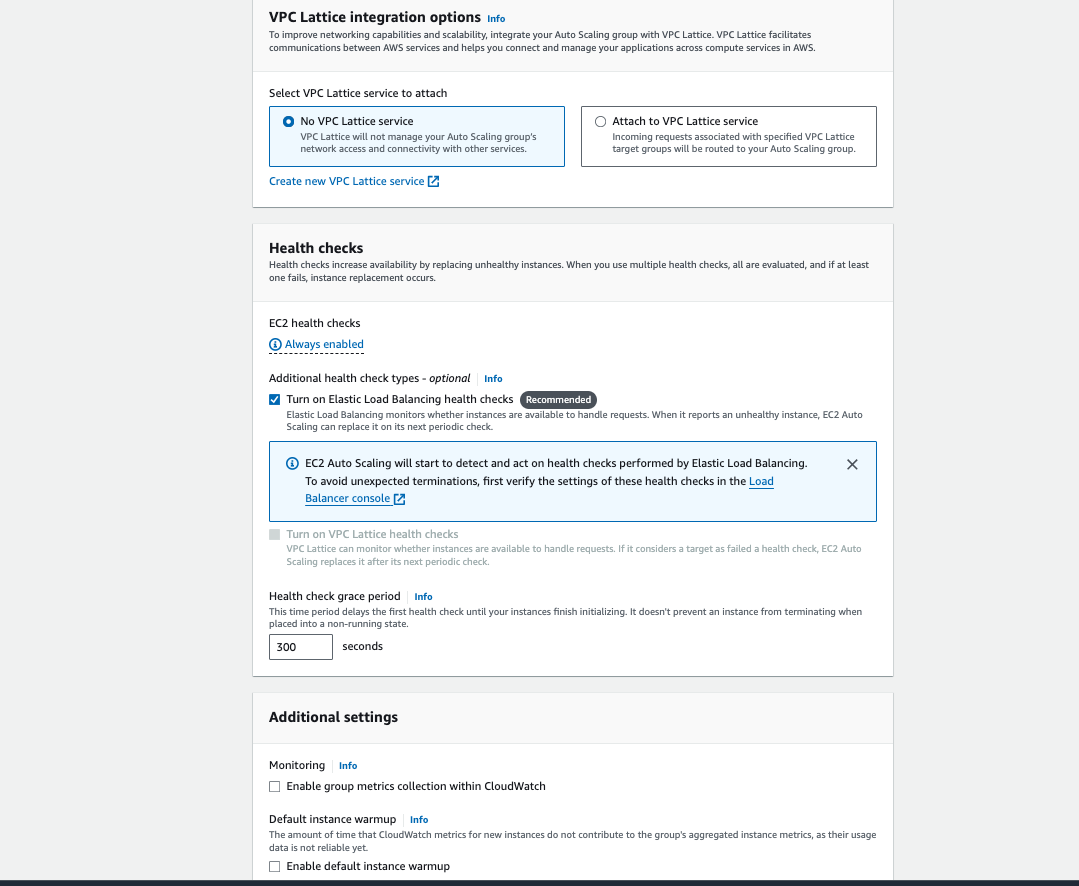 VPC Lattice integration options Info
To improve networking capabilities and scalability, integrate your Auto Scaling group with VPC Lattice. VPC Lattice facilitates
communications between AWS services and helps you connect and manage your applications across compute services in AWS.
Select VPC Lattice service to attach
No VPC Lattice service
VPC Lattice will not manage your Auto Scaling group's
network access and connectivity with other services.
Attach to VPC Lattice service
Incoming requests associated with specified VPC Lattice
target groups will be routed to your Auto Scaling group.
Create new VPC Lattice service
Health checks
Health checks increase availability by replacing unhealthy instances. When you use multiple health checks, all are evaluated, and if at least
one fails, instance replacement occurs.
EC2 health checks
Always enabled
Additional health check types - optional Info
Turn on Elastic Load Balancing health checks Recommended
Elastic Load Balancing monitors whether instances are available to handle requests. When it reports an unhealthy instance, EC2 Auto
Scaling can replace it on its next periodic check.
EC2 Auto Scaling will start to detect and act on health checks performed by Elastic Load Balancing.
To avoid unexpected terminations, first verify the settings of these health checks in the Load
Balancer console
Turn on VPC Lattice health checks
VPC Lattice can monitor whether instances are available to handle requests. If it considers a target as failed a health check, EC2 Auto
Scaling replaces it after its next periodic check.
Health check grace period Info
This time period delays the first health check until your instances finish initializing. It doesn't prevent an instance from terminating when
placed into a non-running state.
300 seconds
Additional settings
Monitoring Info
Enable group metrics collection within CloudWatch
Default instance warmup Info
The amount of time that CloudWatch metrics for new instances do not contribute to the group's aggregated instance metrics, as their usage
data is not reliable yet.
Enable default instance warmup